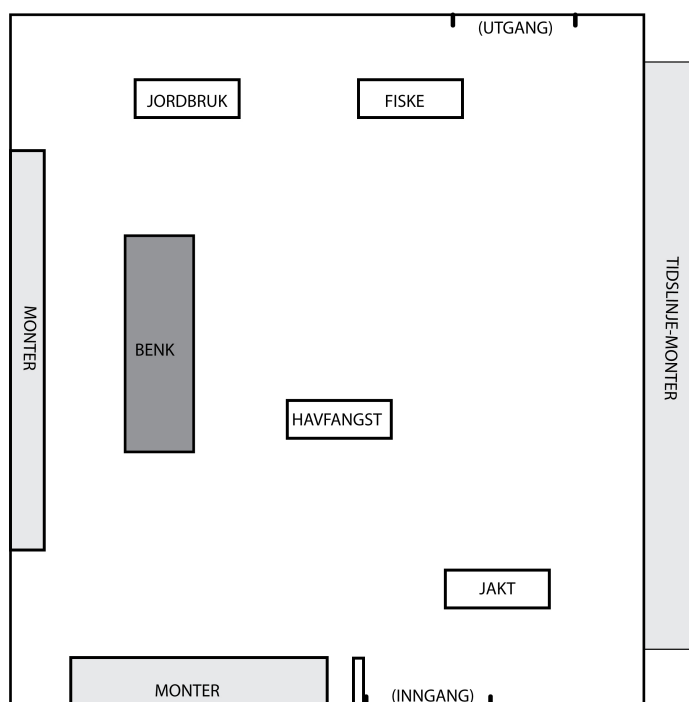 (UTGANG)
JORDBRUK
FISKE
MONTER
BENK
TIDSLINJE-MONTER
HAVFANGST
JAKT
MONTER
(INNGANG)